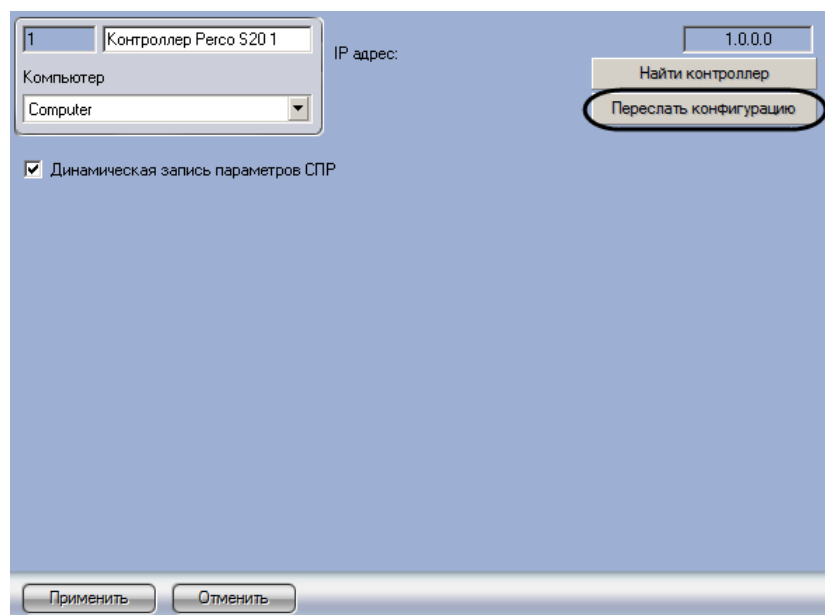 1 Контроллер Perco S20 1
IP адрес:
1.0.0.0
Компьютер
Найти контроллер
Computer
Переслать конфигурацию
Динамическая запись параметров СПР
Применить Отменить